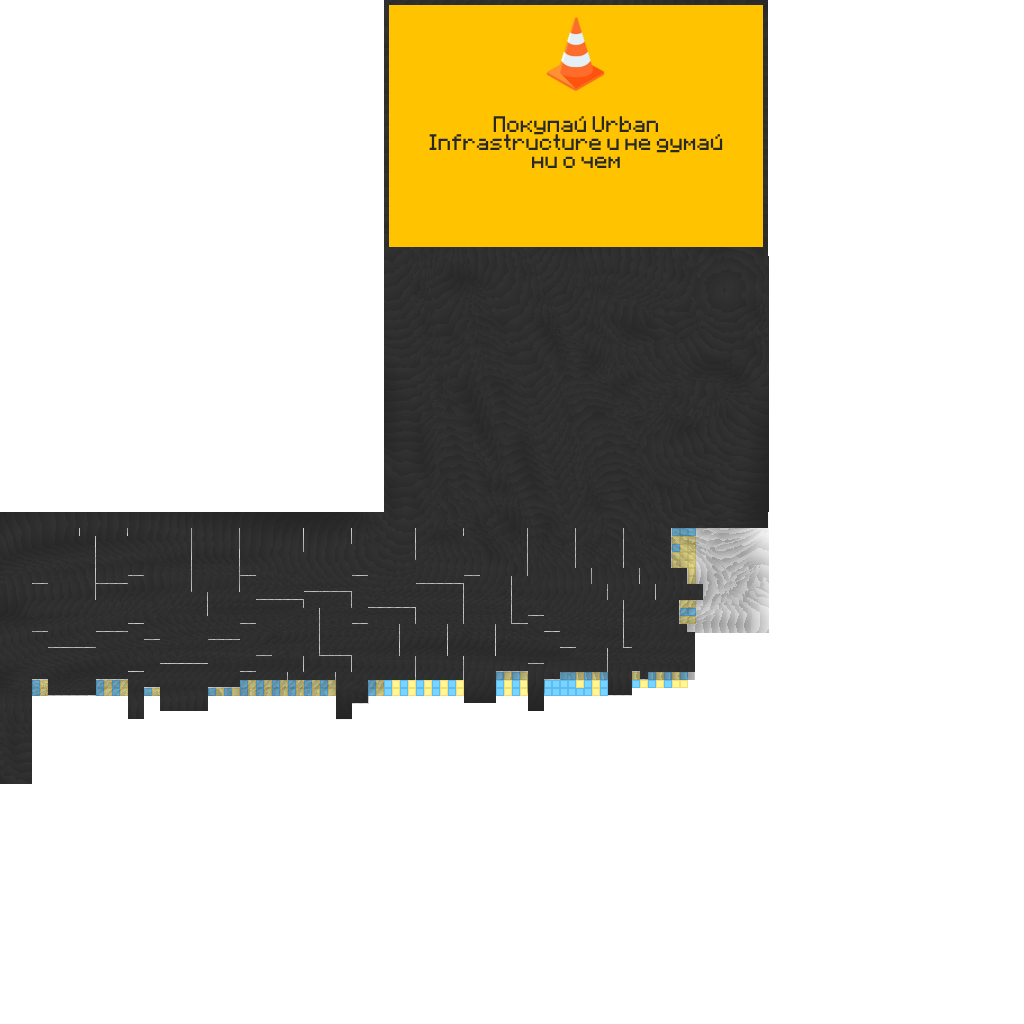 Покупай Urban
Infrastructure и не думай
ни о чем